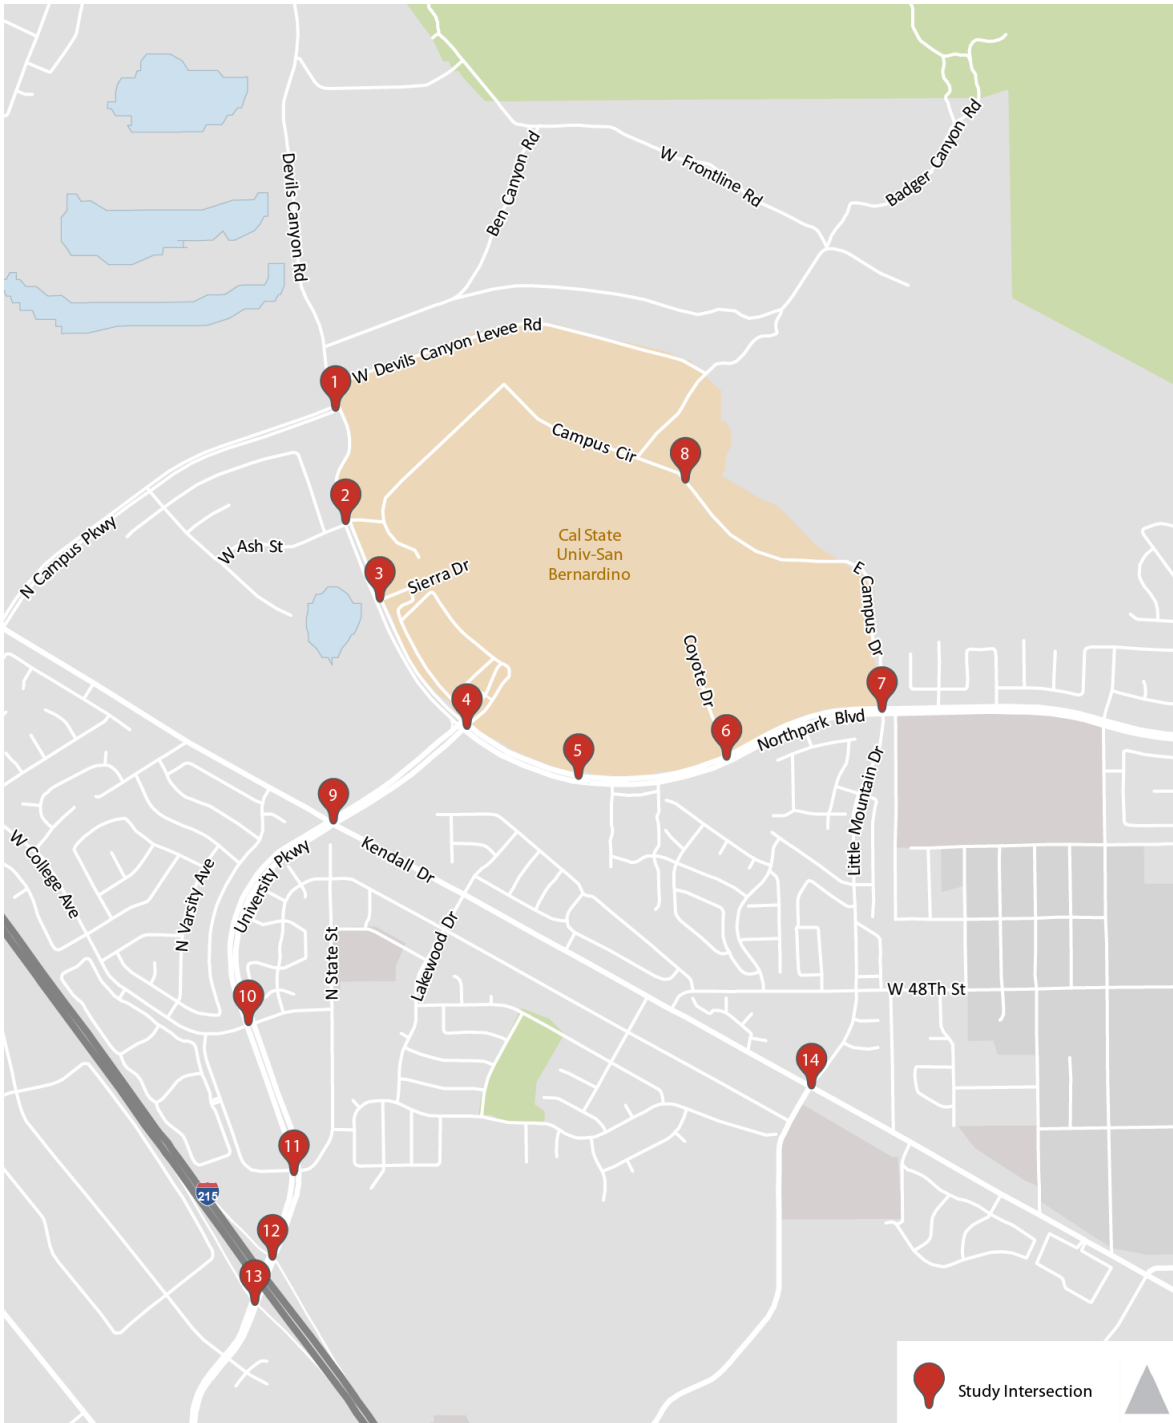 Devils Canyon Rd
Ben Canyon Rd
W Frontline Rd
Badger Canyon Rd
W Devils Canyon Levee Rd
1
Campus Cir
8
2
N Campus Pkwy
W Ash St
Cal State
Univ-San
Bernardino
3
Sierra Dr
E Campus Dr
Coyote Dr
4
7
5
6
Northpark Blvd
Little Mountain Dr
9
Kendall Dr
University Pkwy
W College Ave
N Varsity Ave
N State St
Lakewood Dr
10
W 48Th St
14
11
215
12
13
Study Intersection